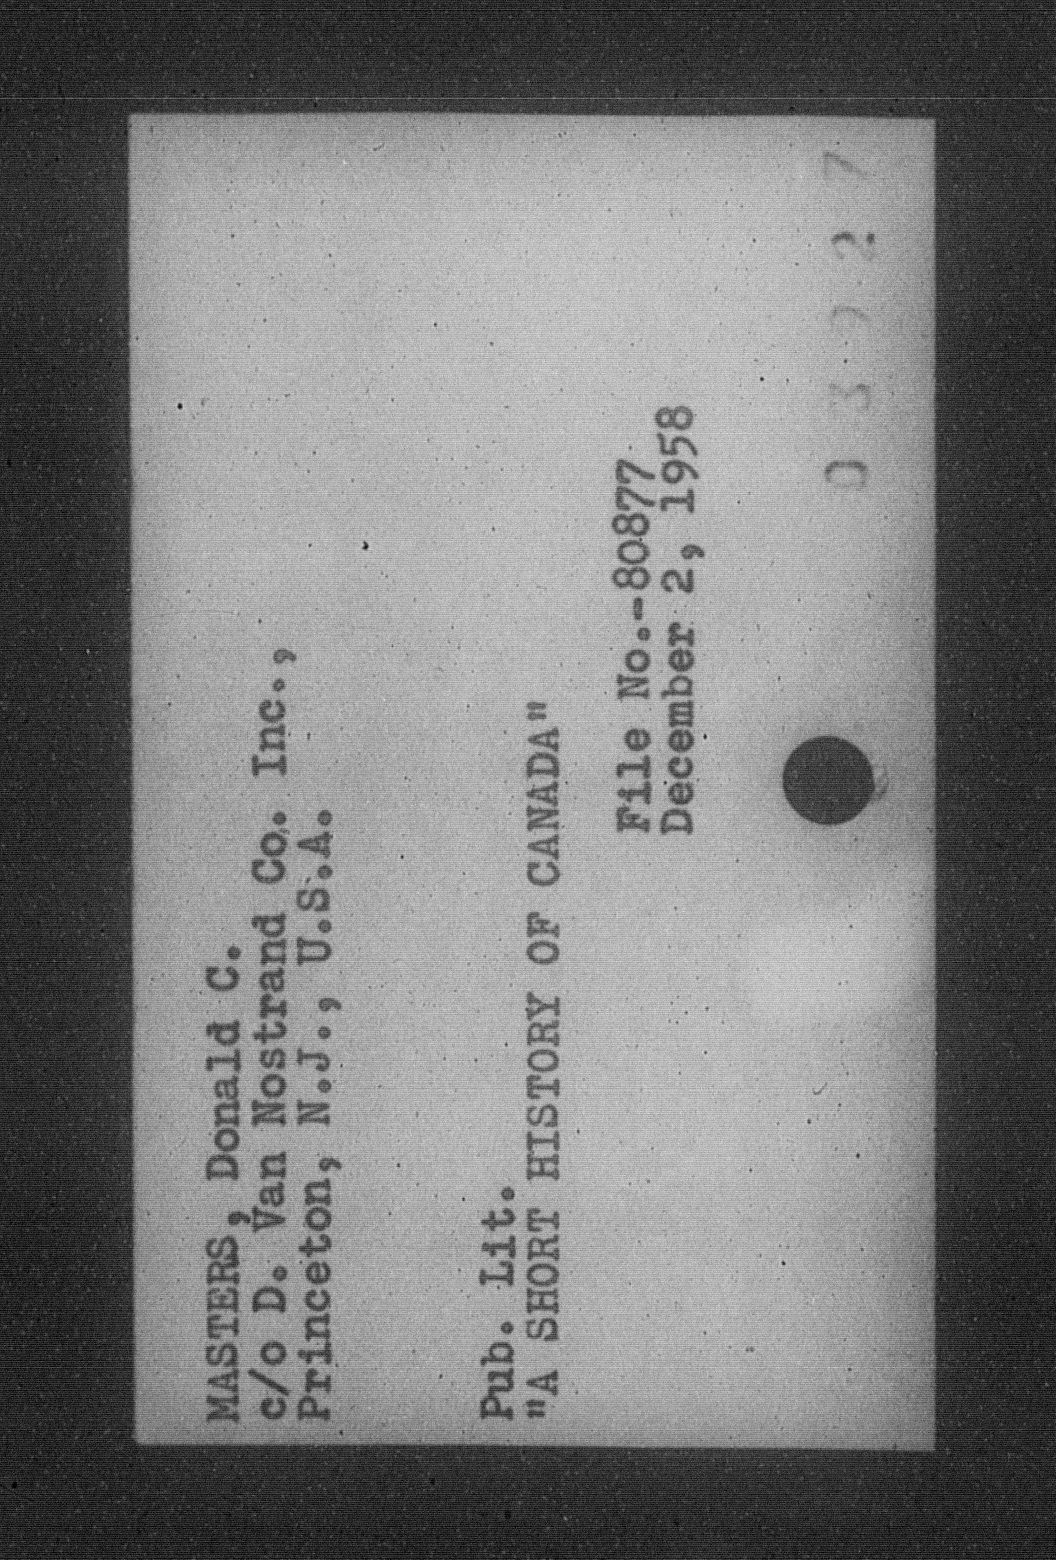 MASTERS, Donald C.
c/o D. Van Nostrand Co. Inc.,
Princeton, N.J., U.S.A.
Pub. Lit.
"A SHORT HISTORY OF CANADA"
File No.-80877
December 2, 1958